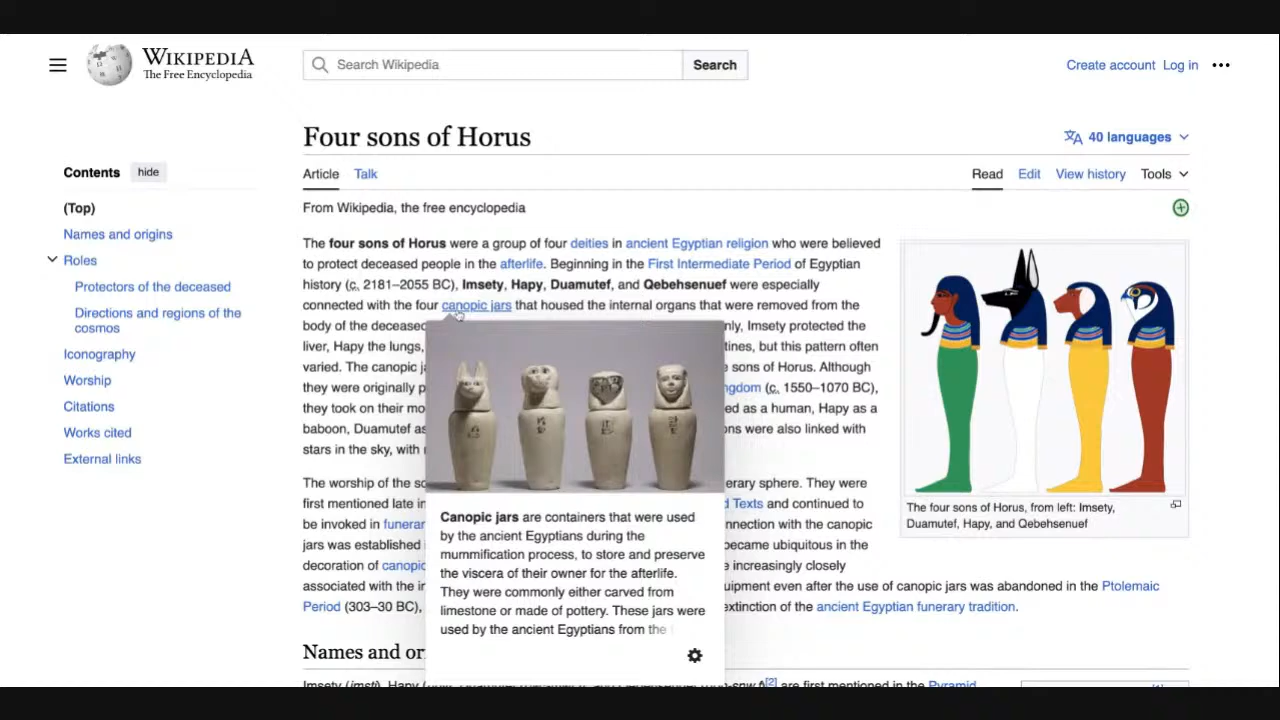 WIKIPEDIA
The Free Encyclopedia
Search Wikipedia
Search
Create account Log in
Four sons of Horus
40 languages
Contents hide
Article Talk
Read Edit View history Tools
(Top)
Names and origins
Roles
Protectors of the deceased
Directions and regions of the
cosmos
Iconography
Worship
Citations
Works cited
External links
From Wikipedia, the free encyclopedia
The four sons of Horus were a group of four deities in ancient Egyptian religion who were believed
to protect deceased people in the afterlife. Beginning in the First Intermediate Period of Egyptian
history (c. 2181–2055 BC), Imsety, Hapy, Duamutef, and Qebehsenuef were especially
connected with the four canopic jars that housed the internal organs that were removed from the
body of the deceased
liver, Hapy the lungs, 
varied. The canopic
they were originally
they took on their
baboon, Duamutef
stars in the sky, with
Imsety protected the
but this pattern often
sons of Horus. Although
(c. 1550–1070 BC),
as a human, Hapy as a
were also linked with
The worship of the
first mentioned late in
be invoked in
jars was established
decoration of
associated with the
Period (303–30 BC),
sphere. They were
Texts and continued to
with the canopic
became ubiquitous in the
increasingly closely
even after the use of canopic jars was abandoned in the Ptolemaic
extinction of the ancient Egyptian funerary tradition.
Canopic jars are containers that were used
by the ancient Egyptians during the
mummification process, to store and preserve
the viscera of their owner for the afterlife.
They were commonly either carved from
limestone or made of pottery. These jars were
used by the ancient Egyptians from the
The four sons of Horus, from left: Imsety,
Duamutef, Hapy, and Qebehsenuef
Names and
are first mentioned in the Pyramid